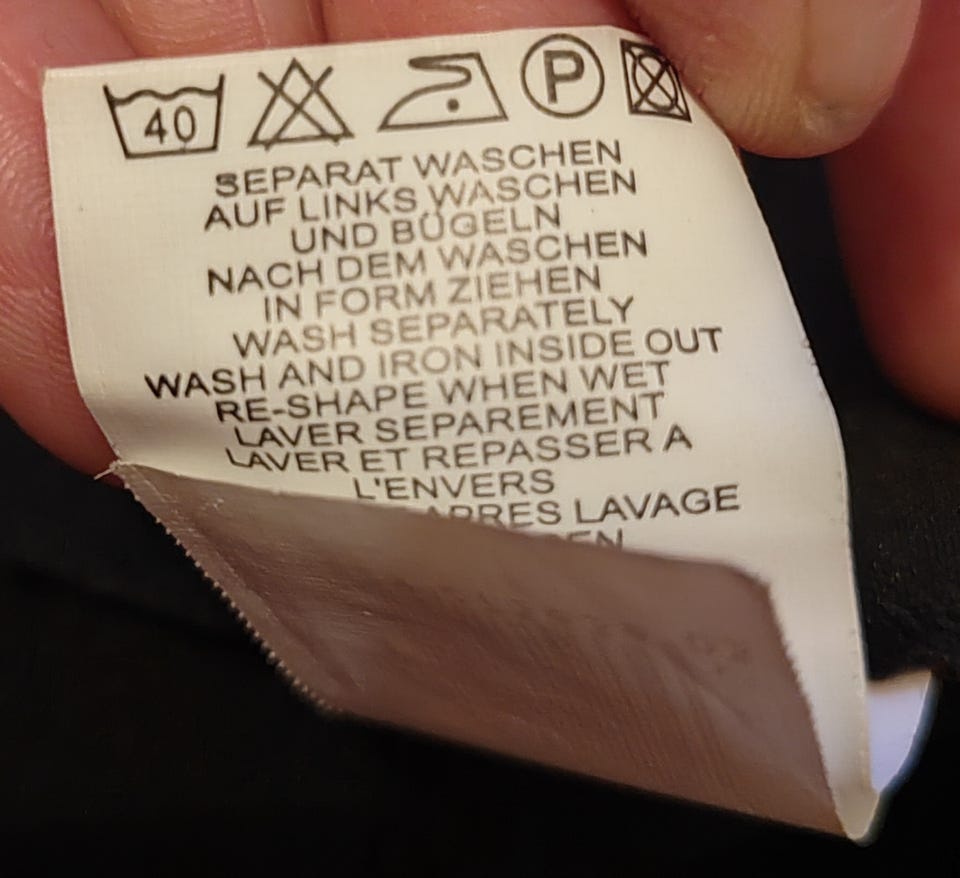 40 P
SEPARAT WASCHEN
AUF LINKS WASCHEN
UND BÜGELN
NACH DEM WASCHEN
IN FORM ZIEHEN
WASH SEPARATELY
WASH AND IRON INSIDE OUT
RE-SHAPE WHEN WET
LAVER SEPAREMENT
LAVER ET REPASSER A
L'ENVERS
APRES LAVAGE